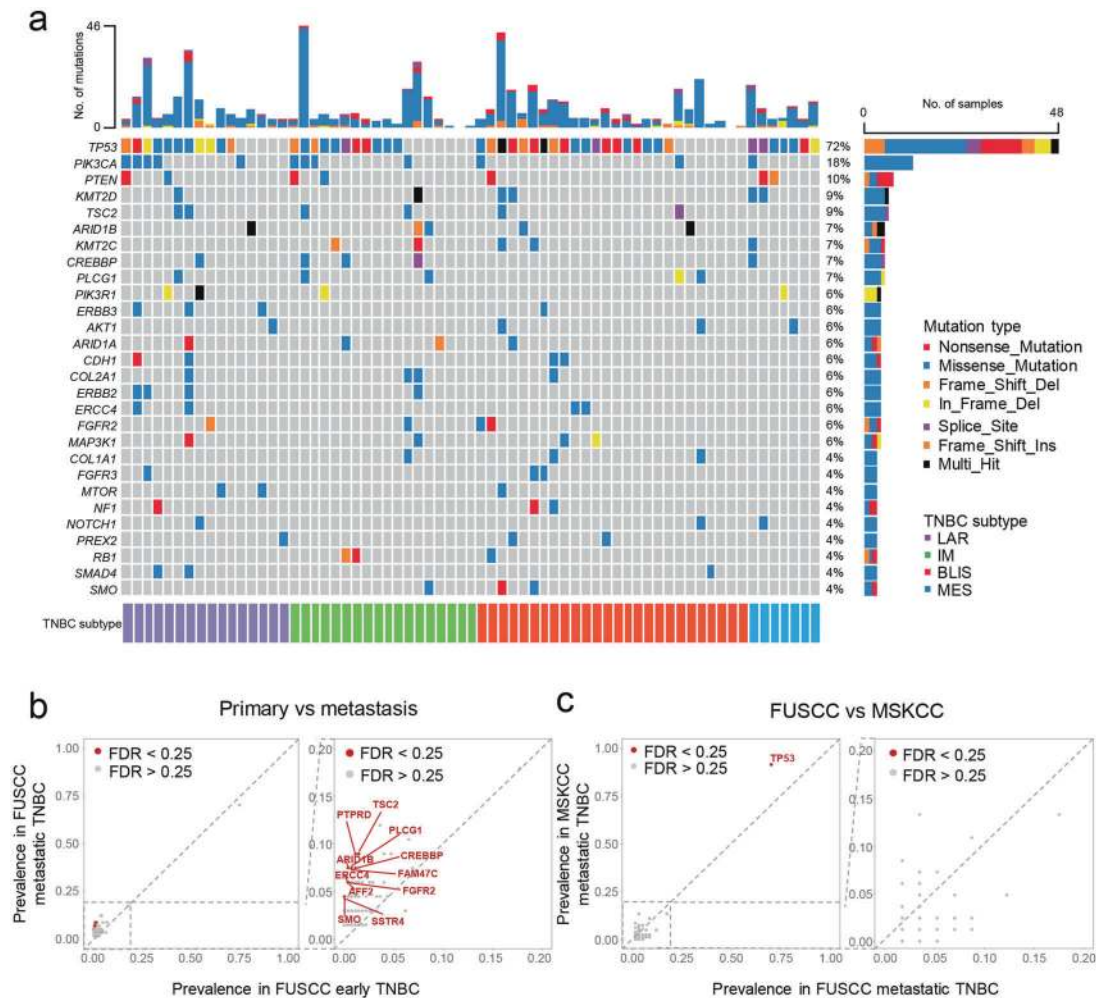 a
46
No. of mutations
0
No. of samples
0 48
TP53 72%
PIK3CA 18%
PTEN 10%
KMT2D 9%
TSC2 9%
ARID1B 7%
KMT2C 7%
CREBBP 7%
PLCG1 7%
PIK3R1 6%
ERBB3 6%
AKT1 6%
ARID1A 6%
CDH1 6%
COL2A1 6%
ERBB2 6%
ERCC4 6%
FGFR2 6%
MAP3K1 6%
COL1A1 4%
FGFR3 4%
MTOR 4%
NF1 4%
NOTCH1 4%
PREX2 4%
RB1 4%
SMAD4 4%
SMO 4%
TNBC subtype
Mutation type
Nonsense_Mutation
Missense_Mutation
Frame_Shift_Del
In_Frame_Del
Splice_Site
Frame_Shift_Ins
Multi_Hit
TNBC subtype
LAR
IM
BLIS
MES
b
Primary vs metastasis
Prevalence in FUSCC
metastatic TNBC
1.00
0.75
0.50
0.25
0.00
FDR < 0.25
FDR > 0.25
0.00 0.25 0.50 0.75 1.00
0.20
0.15
0.10
0.05
0.00
FDR < 0.25
FDR > 0.25
TSC2
PTPRD
PLCG1
ARID1B
CREBBP
ERCC4
FAM47C
AFF2
FGFR2
SMO
SSTR4
0.00 0.05 0.10 0.15 0.20
Prevalence in FUSCC early TNBC
c
FUSCC vs MSKCC
Prevalence in MSKCC
metastatic TNBC
1.00
0.75
0.50
0.25
0.00
FDR < 0.25
FDR > 0.25
TP53
0.00 0.25 0.50 0.75 1.00
0.20
0.15
0.10
0.05
0.00
FDR < 0.25
FDR > 0.25
0.00 0.05 0.10 0.15 0.20
Prevalence in FUSCC metastatic TNBC